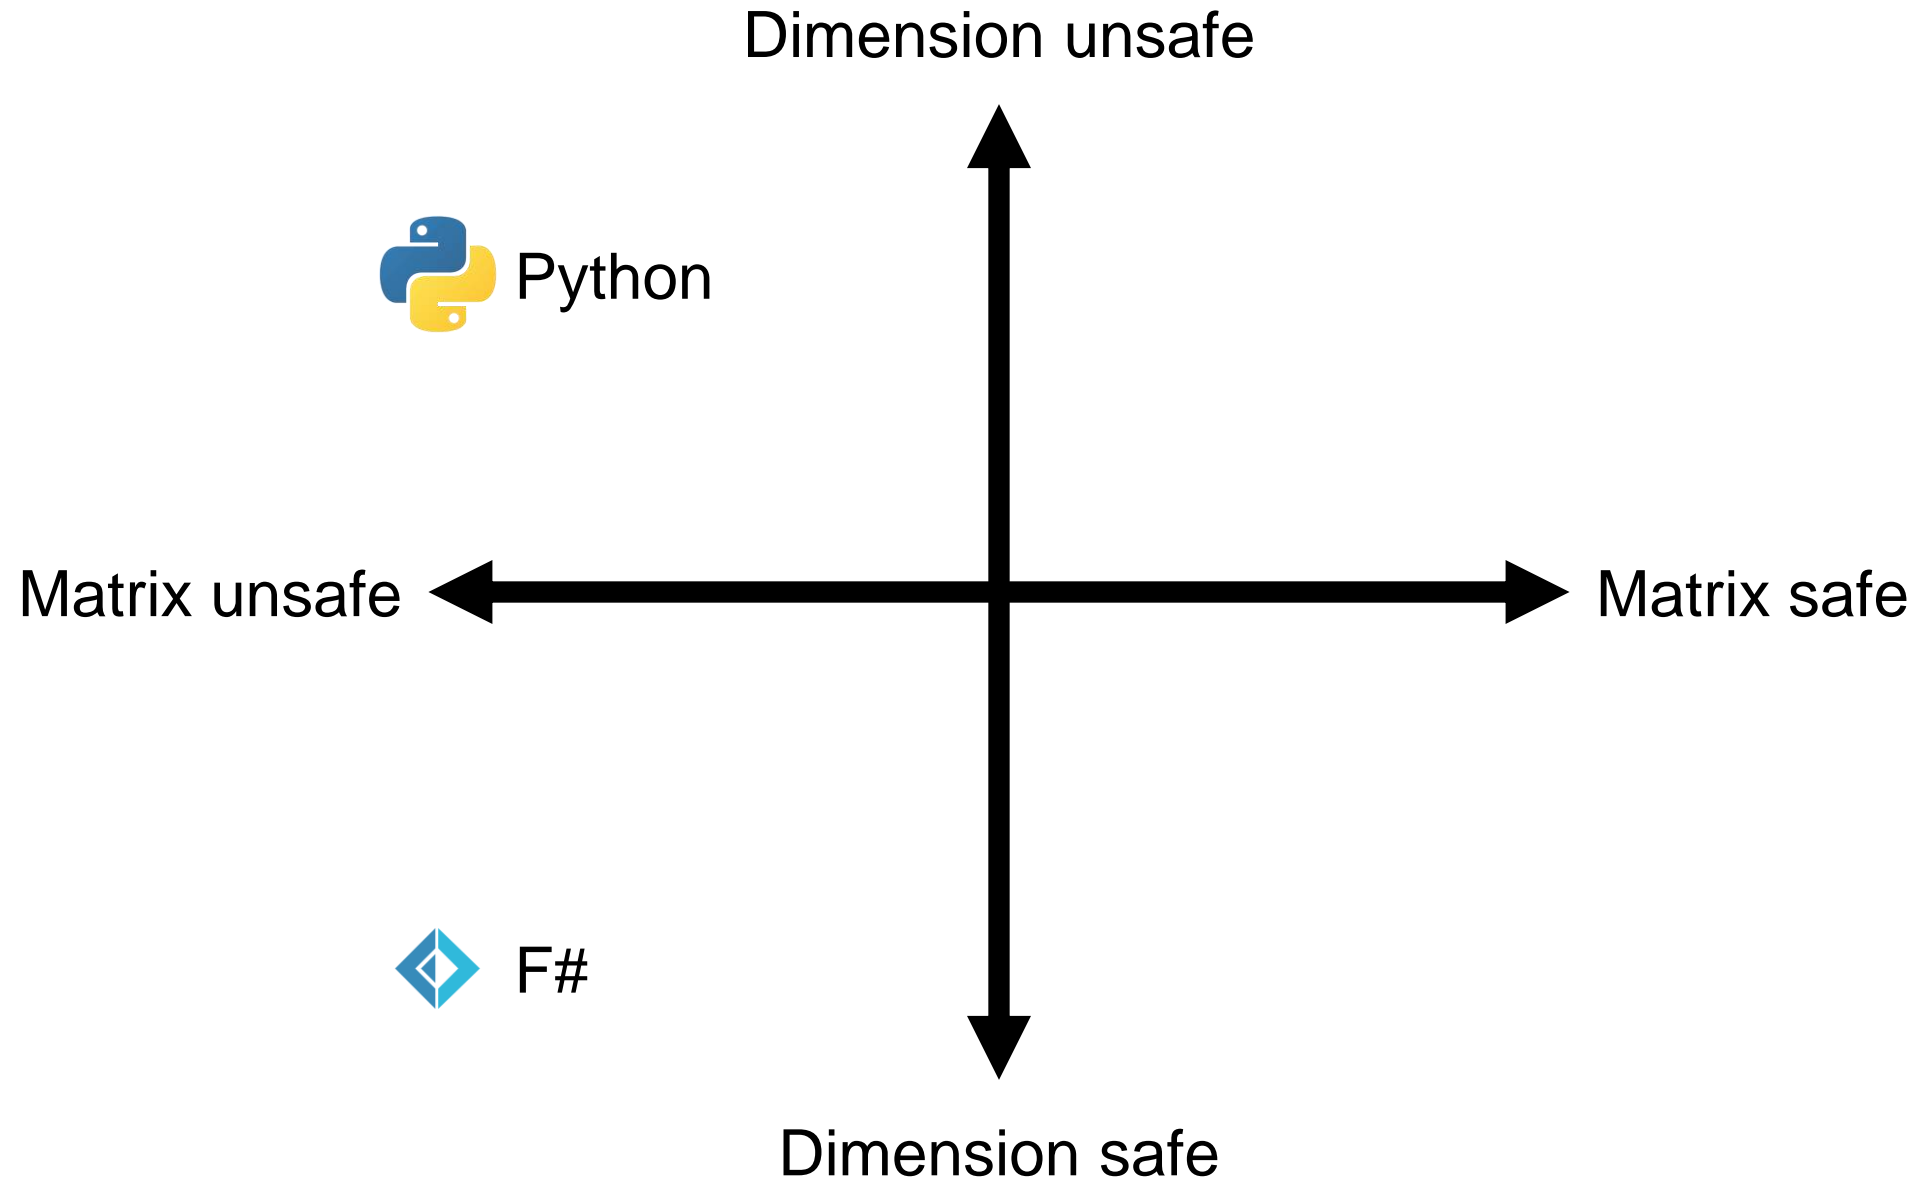 Dimension unsafe
Python
Matrix unsafe
Matrix safe
F#
Dimension safe